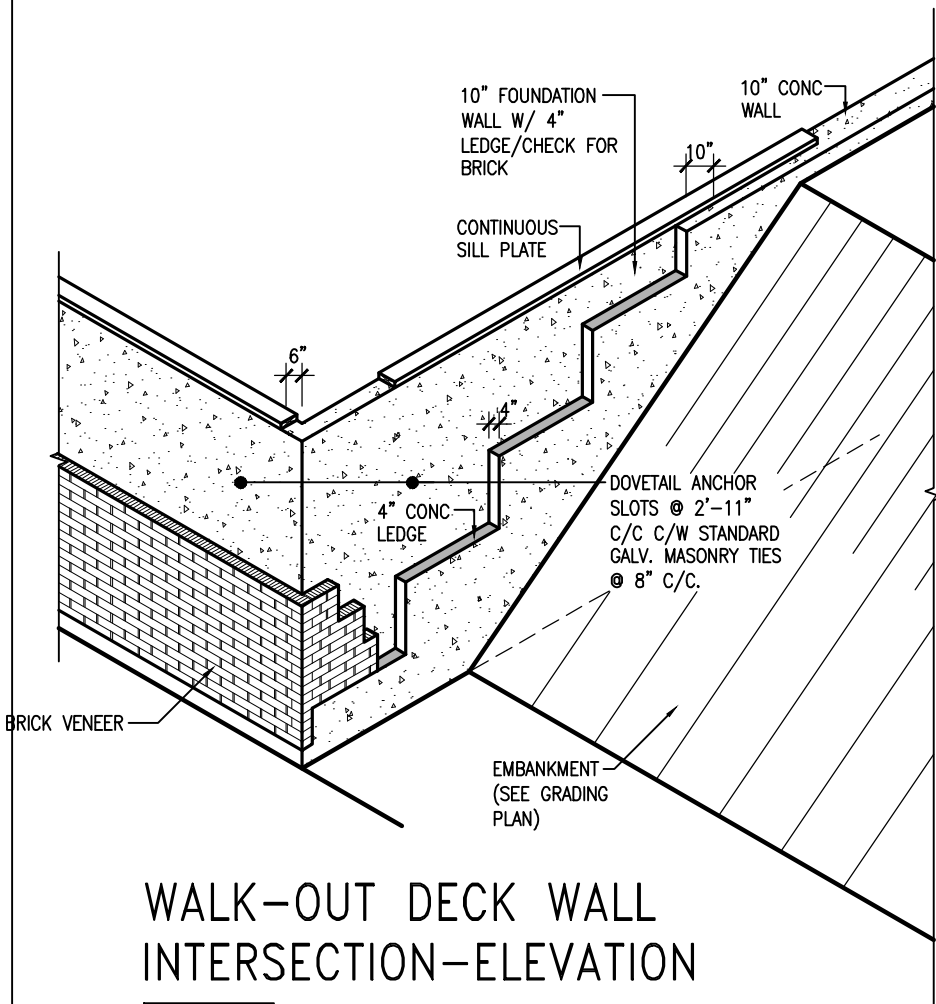 10" FOUNDATION
WALL W/ 4"
LEDGE/CHECK FOR
BRICK
10" CONC
WALL
10"
CONTINUOUS
SILL PLATE
6"
4"
4" CONC
LEDGE
DOVETAIL ANCHOR
SLOTS @ 2'-11"
C/C C/W STANDARD
GALV. MASONRY TIES
@ 8" C/C.
BRICK VENEER
EMBANKMENT
(SEE GRADING
PLAN)
WALK-OUT DECK WALL
INTERSECTION-ELEVATION